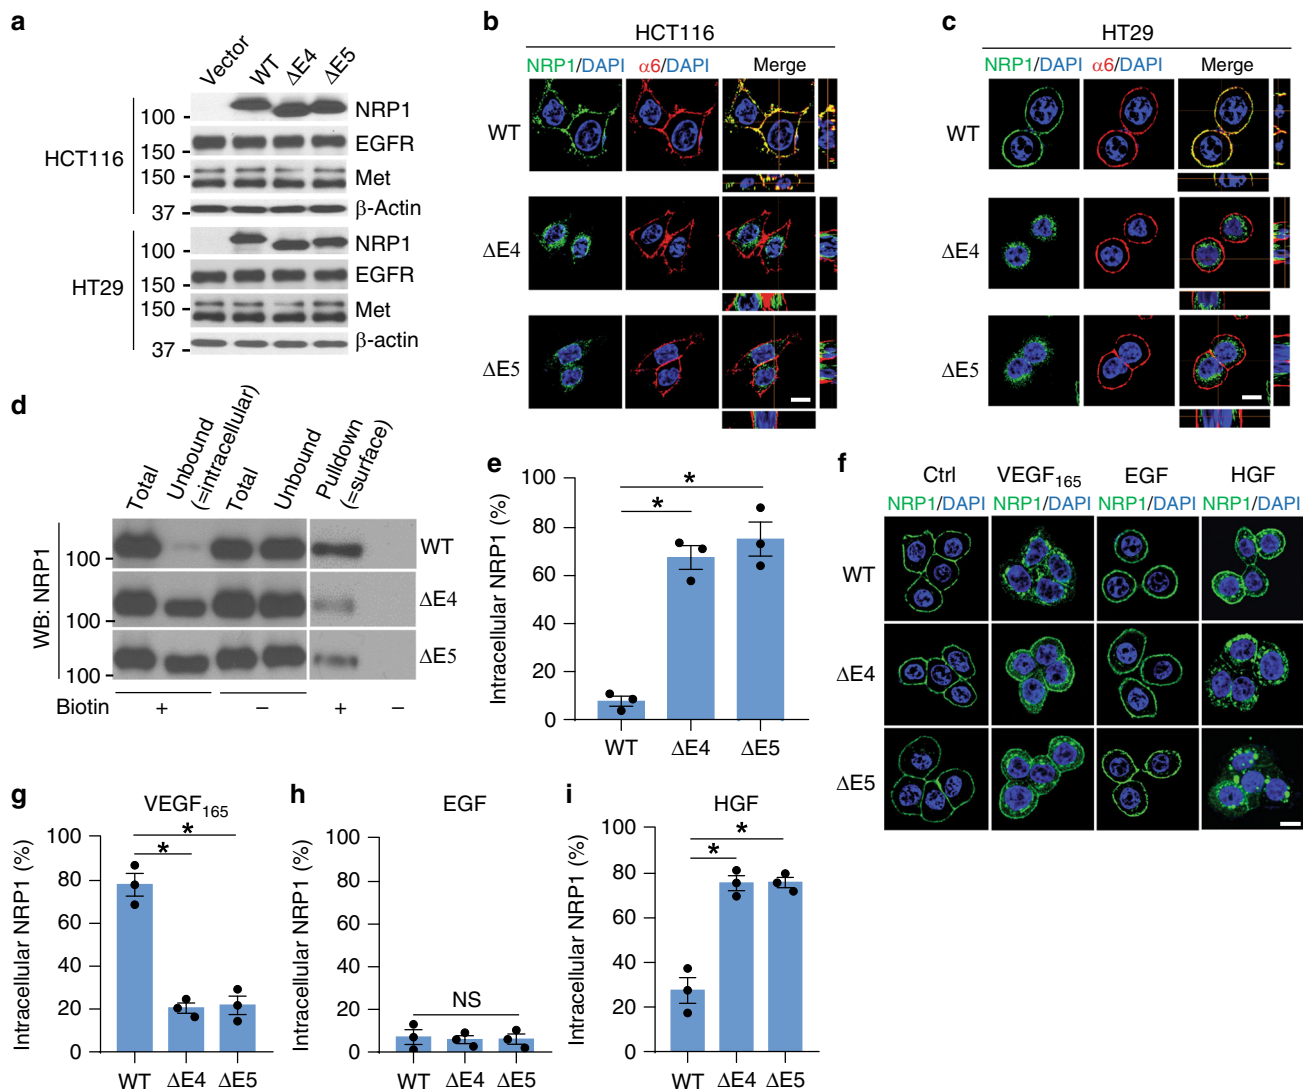 a
Vector
WT
ΔE4
ΔE5
HCT116
100
NRP1
150
EGFR
150
Met
37
β-Actin
HT29
100
NRP1
150
EGFR
150
Met
37
β-actin
b
HCT116
NRP1/DAPI
α6/DAPI
Merge
WT
ΔE4
ΔE5
c
HT29
NRP1/DAPI
α6/DAPI
Merge
WT
ΔE4
ΔE5
d
Total
Unbound
(=intracellular)
Total
Unbound
Pulldown
(=surface)
WB: NRP1
100
WT
100
ΔE4
100
ΔE5
Biotin
+
−
+
−
e
Intracellular NRP1 (%)
100
80
60
40
20
0
*
*
WT
ΔE4
ΔE5
f
Ctrl
VEGF165
EGF
HGF
NRP1/DAPI
NRP1/DAPI
NRP1/DAPI
NRP1/DAPI
WT
ΔE4
ΔE5
g
VEGF165
Intracellular NRP1 (%)
100
80
60
40
20
0
*
*
WT
ΔE4
ΔE5
h
EGF
Intracellular NRP1 (%)
100
80
60
40
20
0
NS
WT
ΔE4
ΔE5
i
HGF
Intracellular NRP1 (%)
100
80
60
40
20
0
*
*
WT
ΔE4
ΔE5